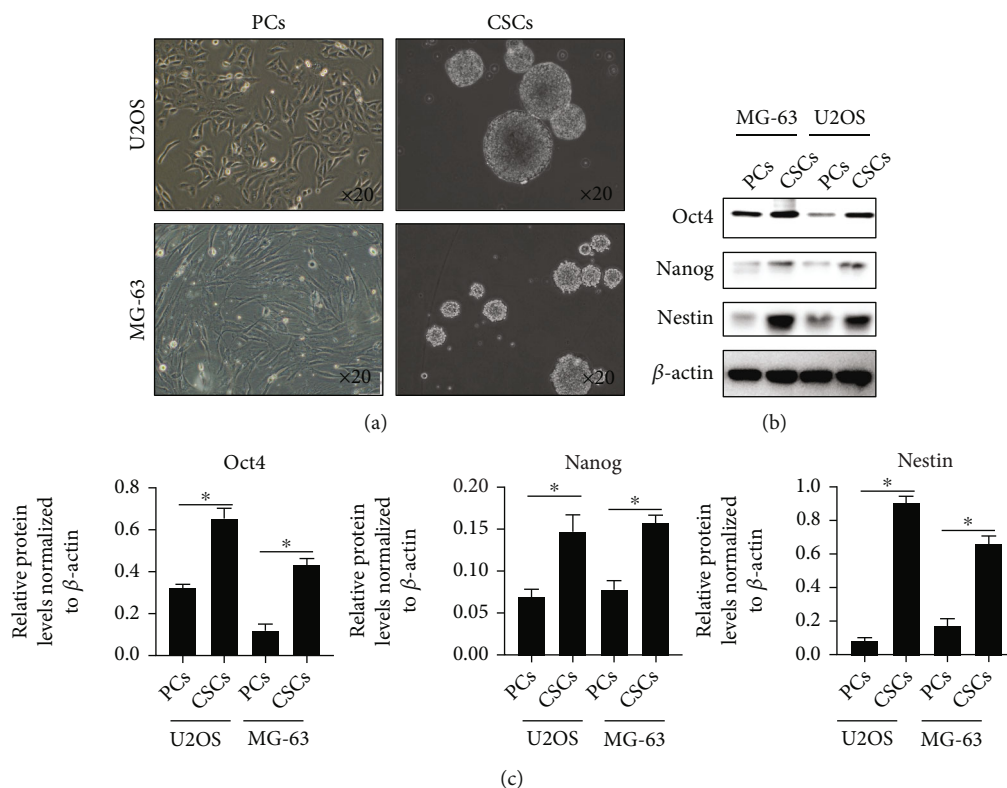 PCs CSCs
U2OS
×20 ×20
MG-63
×20 ×20
(a)
MG-63 U2OS
PCs CSCs PCs CSCs
Oct4
Nanog
Nestin
β-actin
(b)
Oct4
Relative protein
levels normalized
to β-actin
0.8
0.6
0.4
0.2
0.0
* *
PCs CSCs PCs CSCs
U2OS MG-63
Nanog
Relative protein
levels normalized
to β-actin
0.20
0.15
0.10
0.05
0.00
* *
PCs CSCs PCs CSCs
U2OS MG-63
Nestin
Relative protein
levels normalized
to β-actin
1.0
0.8
0.6
0.4
0.2
0.0
* *
PCs CSCs PCs CSCs
U2OS MG-63
(c)